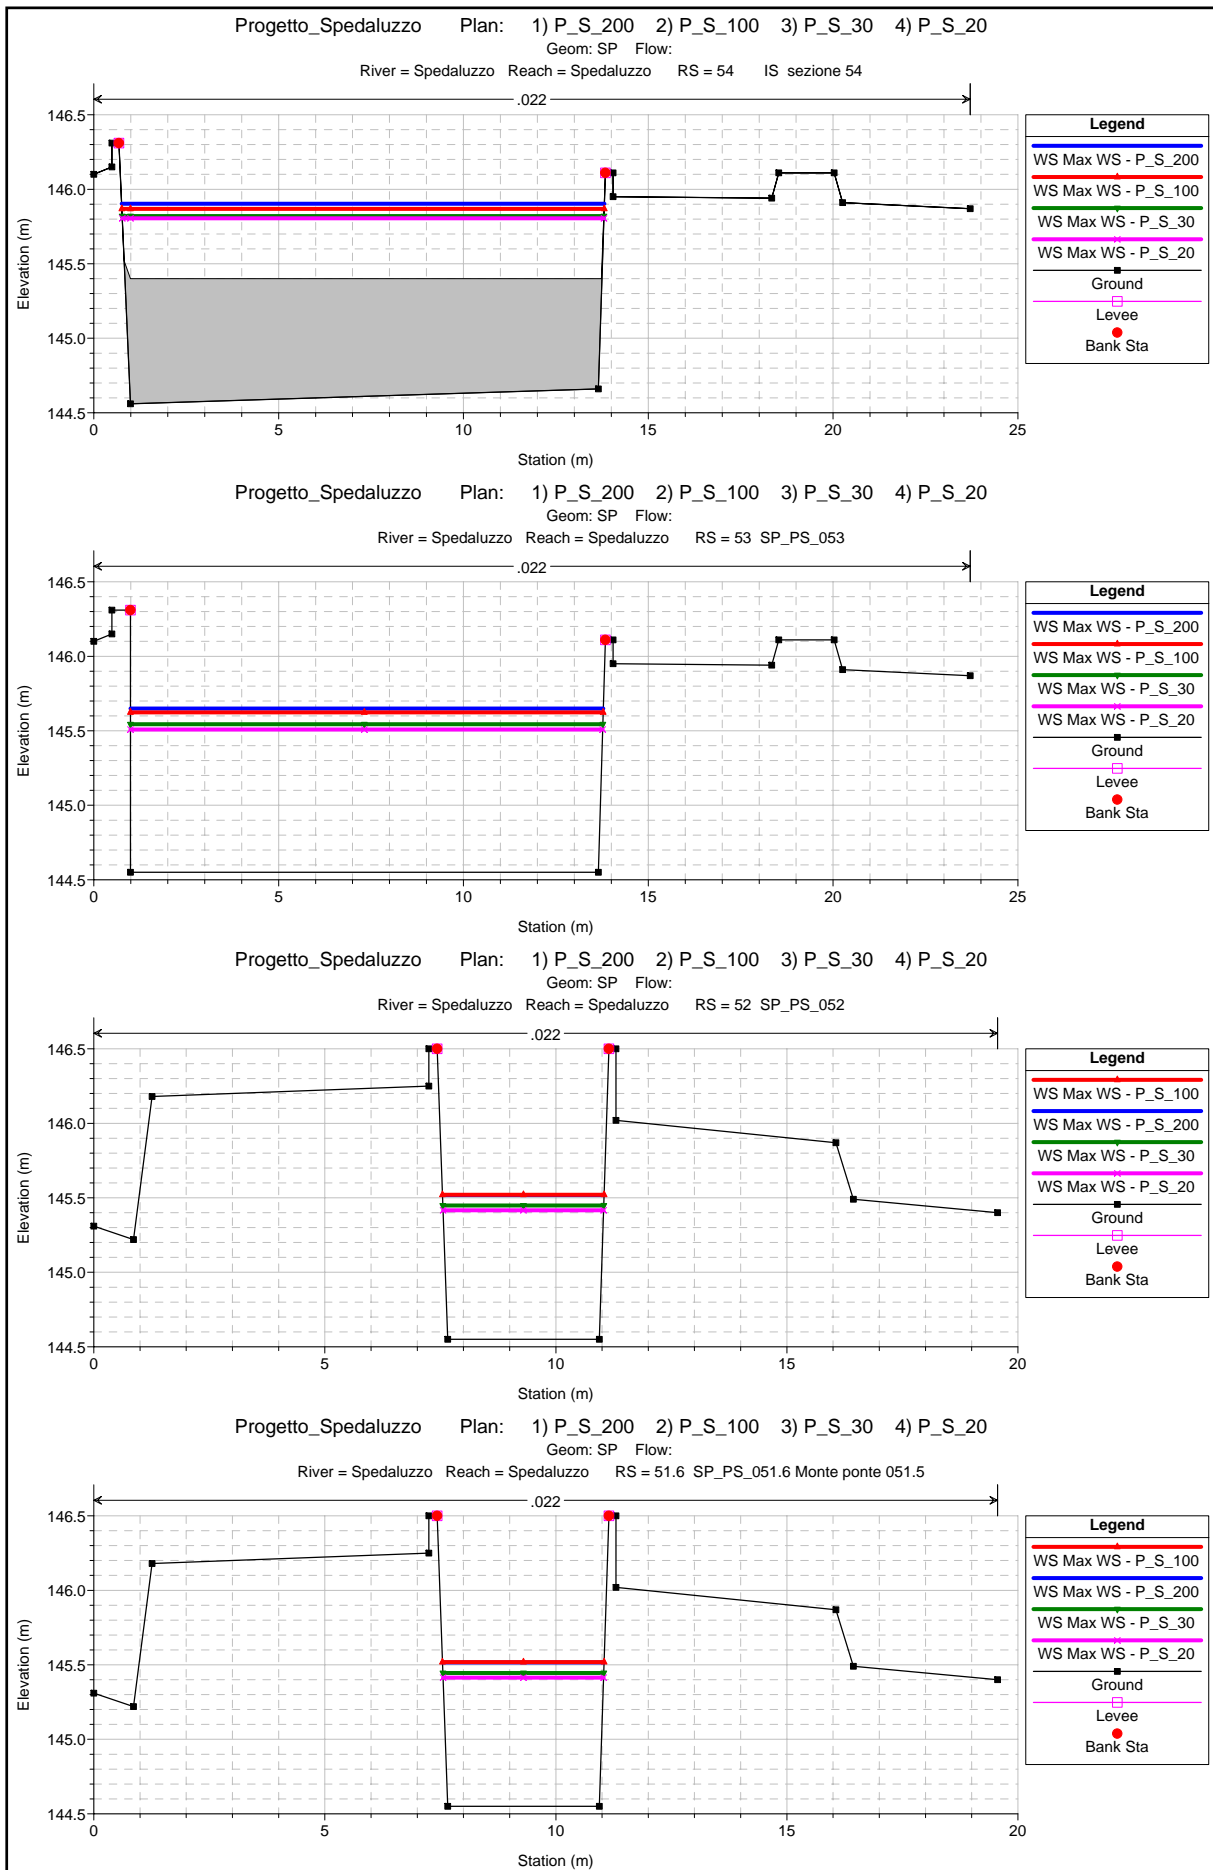 Progetto_Spedaluzzo Plan: 1) P_S_200 2) P_S_100 3) P_S_30 4) P_S_20
Geom: SP Flow:
River = Spedaluzzo Reach = Spedaluzzo RS = 54 IS sezione 54
.022
146.5
146.0
145.5
145.0
144.5
Elevation (m)
0 5 10 15 20 25
Station (m)
Legend
WS Max WS - P_S_200
WS Max WS - P_S_100
WS Max WS - P_S_30
WS Max WS - P_S_20
Ground
Levee
Bank Sta
Progetto_Spedaluzzo Plan: 1) P_S_200 2) P_S_100 3) P_S_30 4) P_S_20
Geom: SP Flow:
River = Spedaluzzo Reach = Spedaluzzo RS = 53 SP_PS_053
.022
146.5
146.0
145.5
145.0
144.5
Elevation (m)
0 5 10 15 20 25
Station (m)
Legend
WS Max WS - P_S_200
WS Max WS - P_S_100
WS Max WS - P_S_30
WS Max WS - P_S_20
Ground
Levee
Bank Sta
Progetto_Spedaluzzo Plan: 1) P_S_200 2) P_S_100 3) P_S_30 4) P_S_20
Geom: SP Flow:
River = Spedaluzzo Reach = Spedaluzzo RS = 52 SP_PS_052
.022
146.5
146.0
145.5
145.0
144.5
Elevation (m)
0 5 10 15 20
Station (m)
Legend
WS Max WS - P_S_100
WS Max WS - P_S_200
WS Max WS - P_S_30
WS Max WS - P_S_20
Ground
Levee
Bank Sta
Progetto_Spedaluzzo Plan: 1) P_S_200 2) P_S_100 3) P_S_30 4) P_S_20
Geom: SP Flow:
River = Spedaluzzo Reach = Spedaluzzo RS = 51.6 SP_PS_051.6 Monte ponte 051.5
.022
146.5
146.0
145.5
145.0
144.5
Elevation (m)
0 5 10 15 20
Station (m)
Legend
WS Max WS - P_S_100
WS Max WS - P_S_200
WS Max WS - P_S_30
WS Max WS - P_S_20
Ground
Levee
Bank Sta